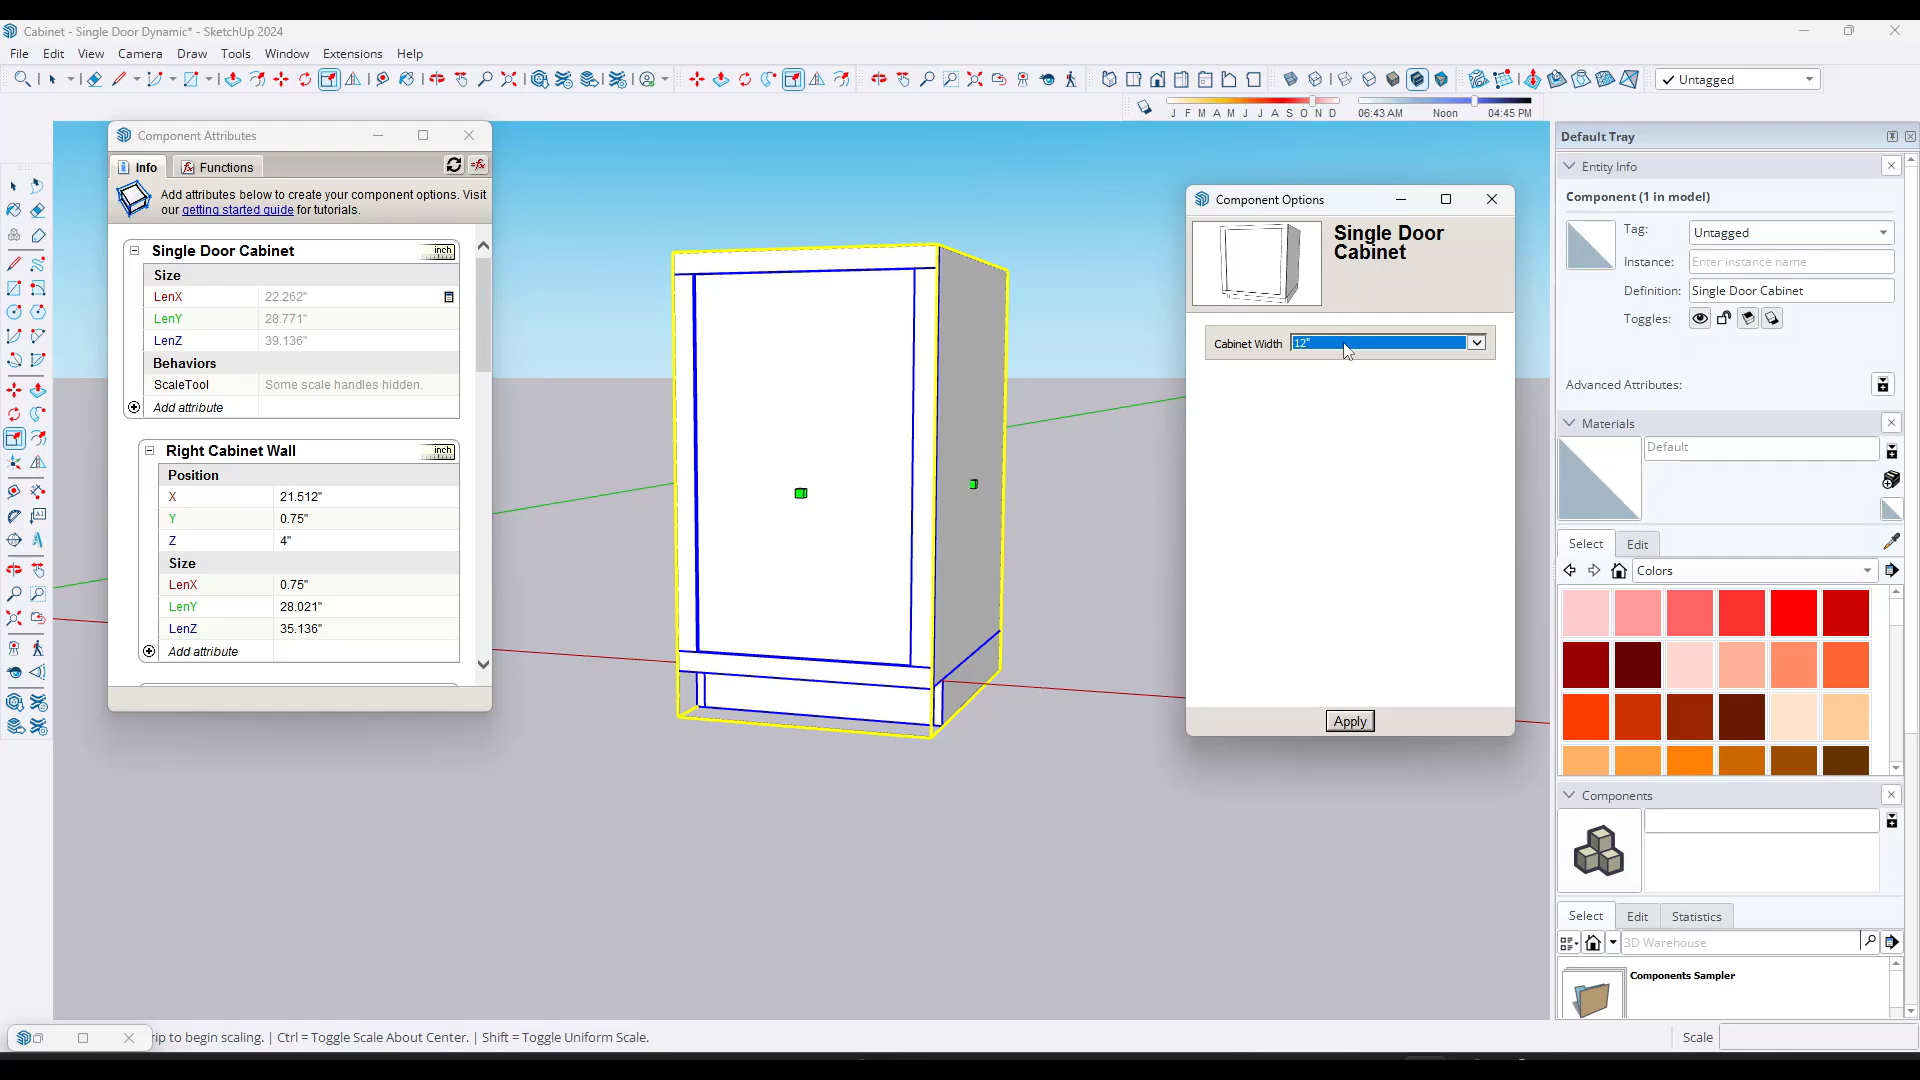 Cabinet - Single Door Dynamic* - SketchUp 2024
File Edit View Camera Draw Tools Window Extensions Help
Untagged
J F M A M J J A S O N D
06:43 AM Noon 04:45 PM
Component Attributes
Info Functions
Add attributes below to create your component options. Visit
our getting started guide for tutorials.
Single Door Cabinet inch
Size
LenX 22.262"
LenY 28.771"
LenZ 39.136"
Behaviors
ScaleTool Some scale handles hidden.
Add attribute
Right Cabinet Wall inch
Position
X 21.512"
Y 0.75"
Z 4"
Size
LenX 0.75"
LenY 28.021"
LenZ 35.136"
Add attribute
Component Options
Single Door
Cabinet
Cabinet Width 12"
Apply
Default Tray
Entity Info
Component (1 in model)
Tag: Untagged
Instance: Enter instance name
Definition: Single Door Cabinet
Toggles:
Advanced Attributes:
Materials
Default
Select Edit
Colors
Components
Select Edit Statistics
3D Warehouse
Components Sampler
rip to begin scaling. | Ctrl = Toggle Scale About Center. | Shift = Toggle Uniform Scale.
Scale